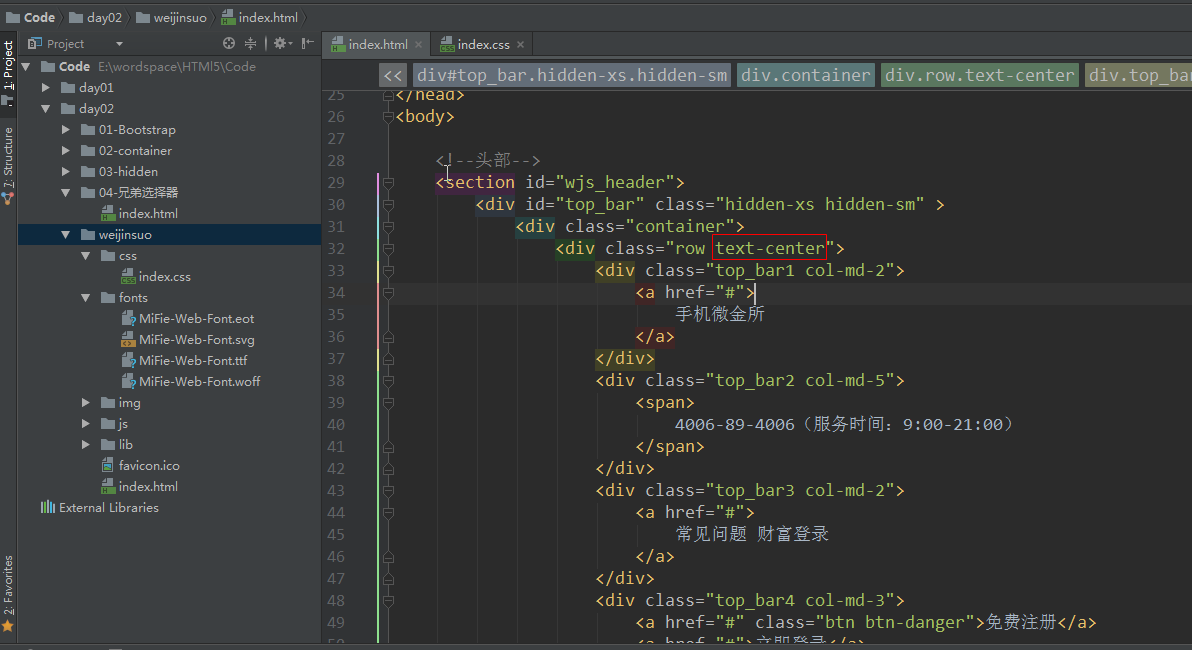 Code day02 weijinsuo index.html
1: Project
7: Structure
2: Favorites
Project
Code E:\wordspace\HTMl5\Code
day01
day02
01-Bootstrap
02-container
03-hidden
04-兄弟选择器
index.html
weijinsuo
css
index.css
fonts
MiFie-Web-Font.eot
MiFie-Web-Font.svg
MiFie-Web-Font.ttf
MiFie-Web-Font.woff
img
js
lib
favicon.ico
index.html
External Libraries
index.html index.css
<< div#top_bar.hidden-xs.hidden-sm div.container div.row.text-center div.top_bar
25 </head>
26 <body>
27
28 <!--头部-->
29 <section id="wjs_header">
30 <div id="top_bar" class="hidden-xs hidden-sm" >
31 <div class="container">
32 <div class="row text-center">
33 <div class="top_bar1 col-md-2">
34 <a href="#">
35 手机微金所
36 </a>
37 </div>
38 <div class="top_bar2 col-md-5">
39 <span>
40 4006-89-4006（服务时间：9:00-21:00）
41 </span>
42 </div>
43 <div class="top_bar3 col-md-2">
44 <a href="#">
45 常见问题 财富登录
46 </a>
47 </div>
48 <div class="top_bar4 col-md-3">
49 <a href="#" class="btn btn-danger">免费注册</a>
50 <a href="#">立即登录</a>